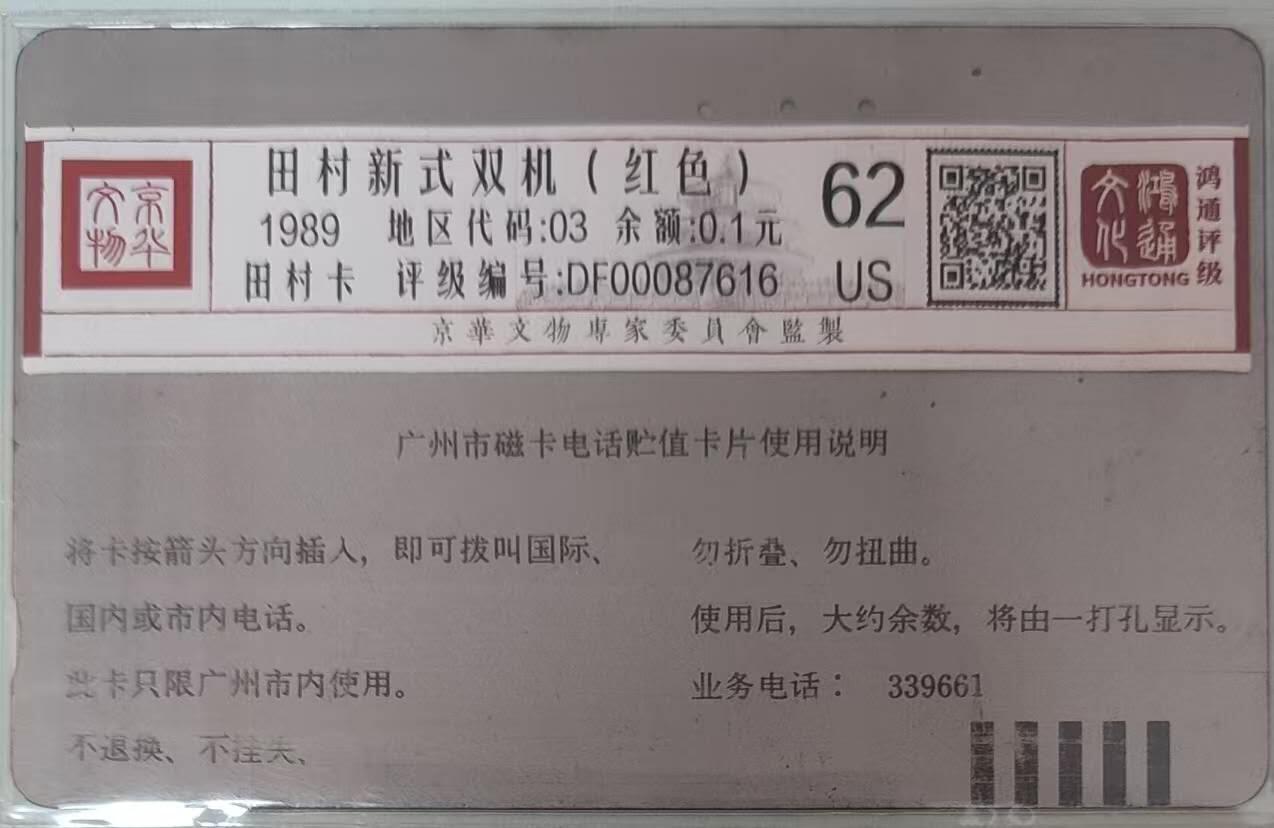 京华文物
田村新式双机(红色)
1989 地区代码:03 余额:0.1元
田村卡 评级编号:DF00087616
62
US
鸿通文化
HONGTONG
鸿通评级
京華文物專家委員會監製
广州市磁卡电话贮值卡片使用说明
将卡按箭头方向插入，即可拨叫国际、
国内或市内电话。
此卡只限广州市内使用。
不退换、不挂失、
勿折叠、勿扭曲。
使用后，大约余数，将由一打孔显示。
业务电话： 339661